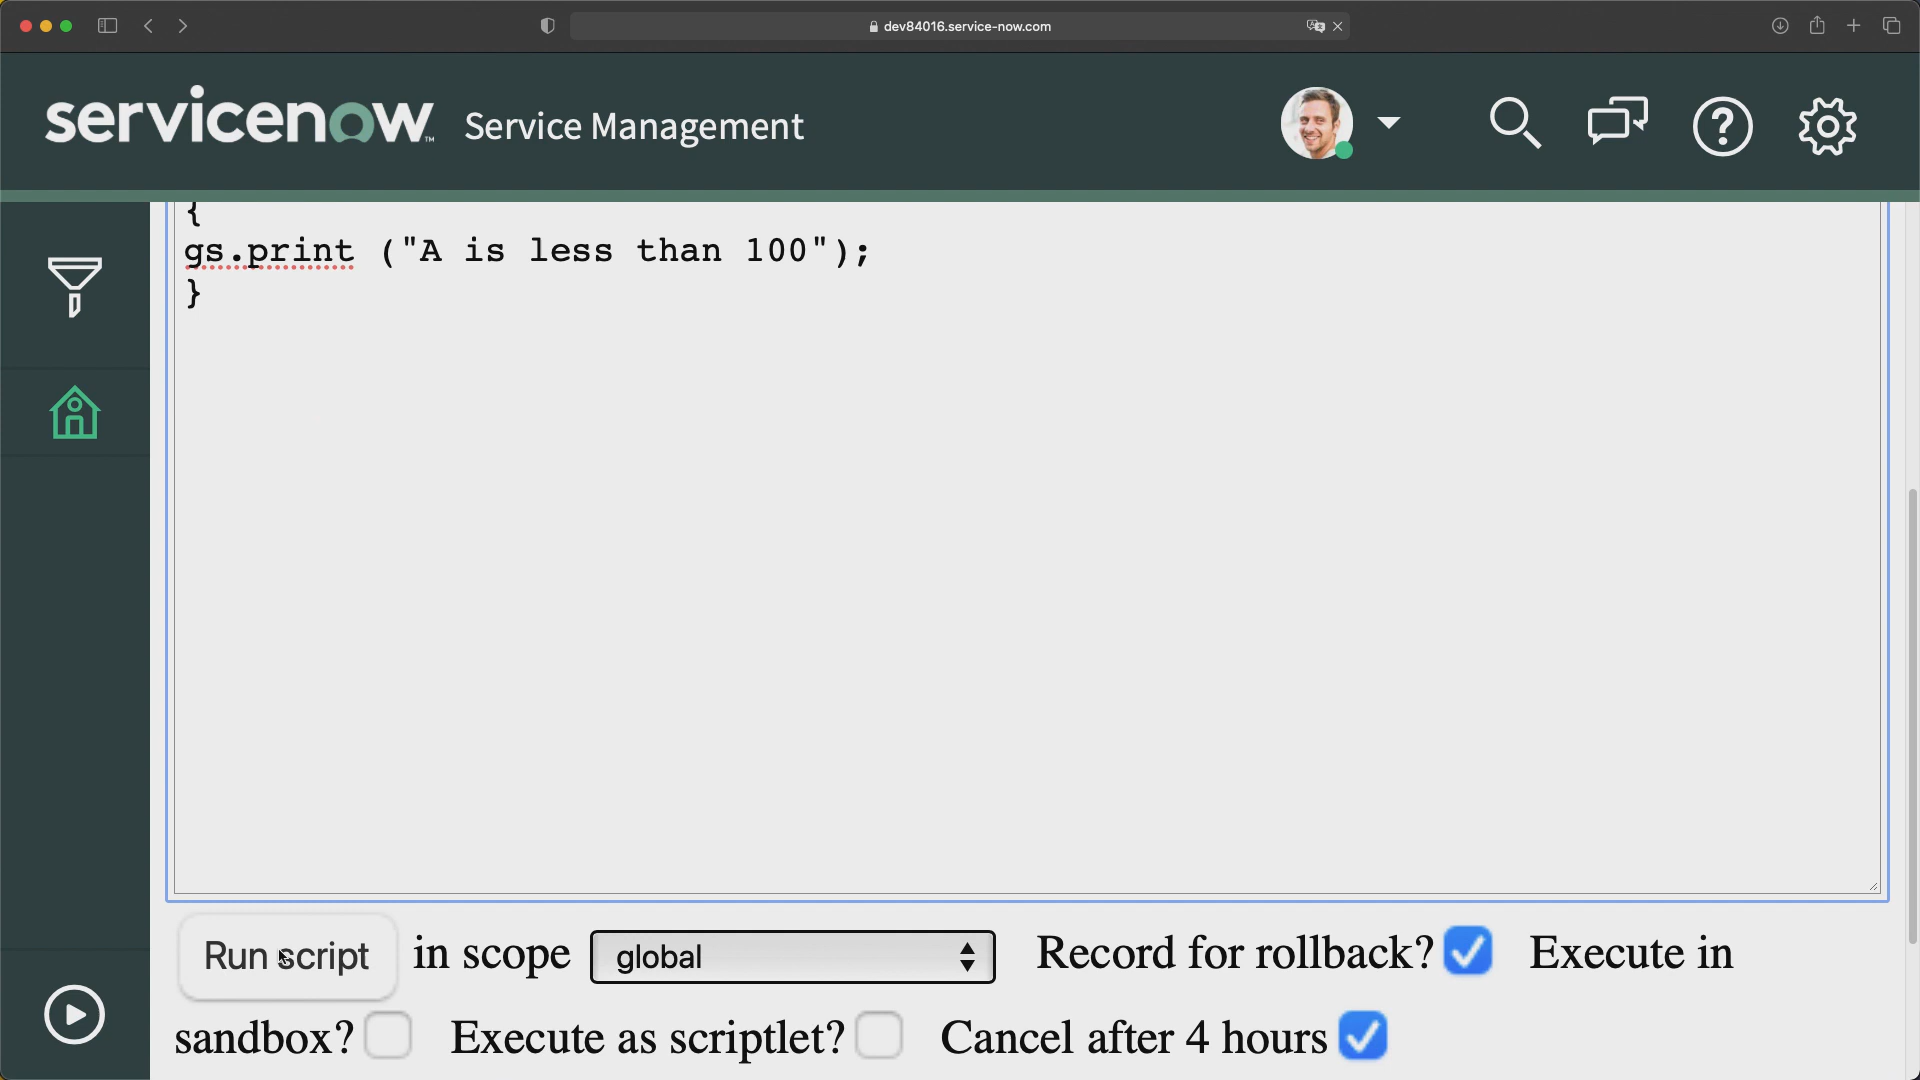 dev84016.service-now.com
servicenow™ Service Management
{
gs.print ("A is less than 100");
}
Run script in scope global Record for rollback? Execute in
sandbox? Execute as scriptlet? Cancel after 4 hours